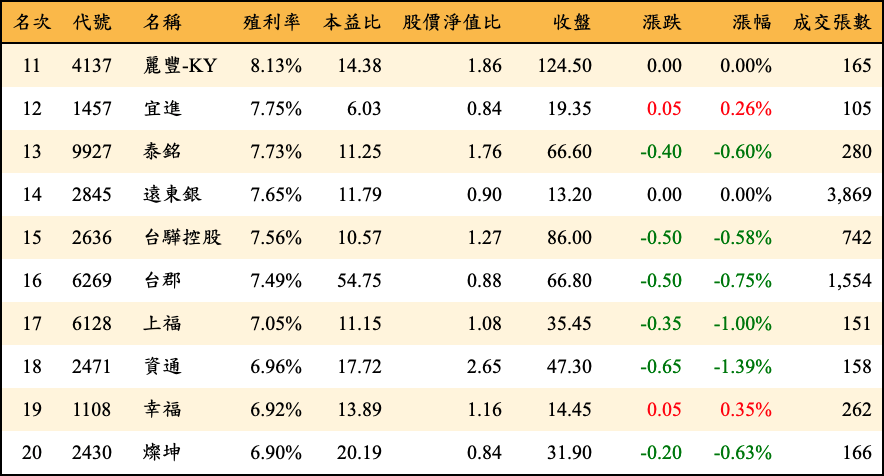 名次 代號 名稱 殖利率 本益比 股價淨值比 收盤 漲跌 漲幅 成交張數
11 4137 麗豐-KY 8.13% 14.38 1.86 124.50 0.00 0.00% 165
12 1457 宜進 7.75% 6.03 0.84 19.35 0.05 0.26% 105
13 9927 泰銘 7.73% 11.25 1.76 66.60 -0.40 -0.60% 280
14 2845 遠東銀 7.65% 11.79 0.90 13.20 0.00 0.00% 3,869
15 2636 台驊控股 7.56% 10.57 1.27 86.00 -0.50 -0.58% 742
16 6269 台郡 7.49% 54.75 0.88 66.80 -0.50 -0.75% 1,554
17 6128 上福 7.05% 11.15 1.08 35.45 -0.35 -1.00% 151
18 2471 資通 6.96% 17.72 2.65 47.30 -0.65 -1.39% 158
19 1108 幸福 6.92% 13.89 1.16 14.45 0.05 0.35% 262
20 2430 燦坤 6.90% 20.19 0.84 31.90 -0.20 -0.63% 166